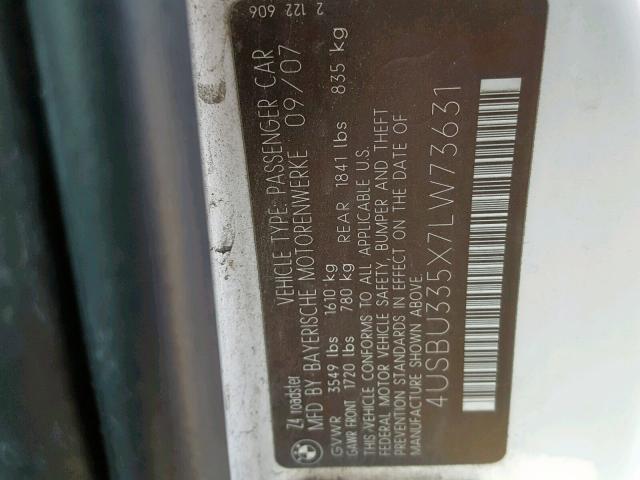 2 122 606
Z4 roadster VEHICLE TYPE: PASSENGER CAR
MFD BY BAYERISCHE MOTORENWERKE 09/07
GVWR 3549 lbs 1610 kg
GAWR FRONT 1720 lbs 780 kg REAR 1841 lbs 835 kg
THIS VEHICLE CONFORMS TO ALL APPLICABLE U.S.
FEDERAL MOTOR VEHICLE SAFETY, BUMPER AND THEFT
PREVENTION STANDARDS IN EFFECT ON THE DATE OF
MANUFACTURE SHOWN ABOVE.
4USBU335X7LW73631